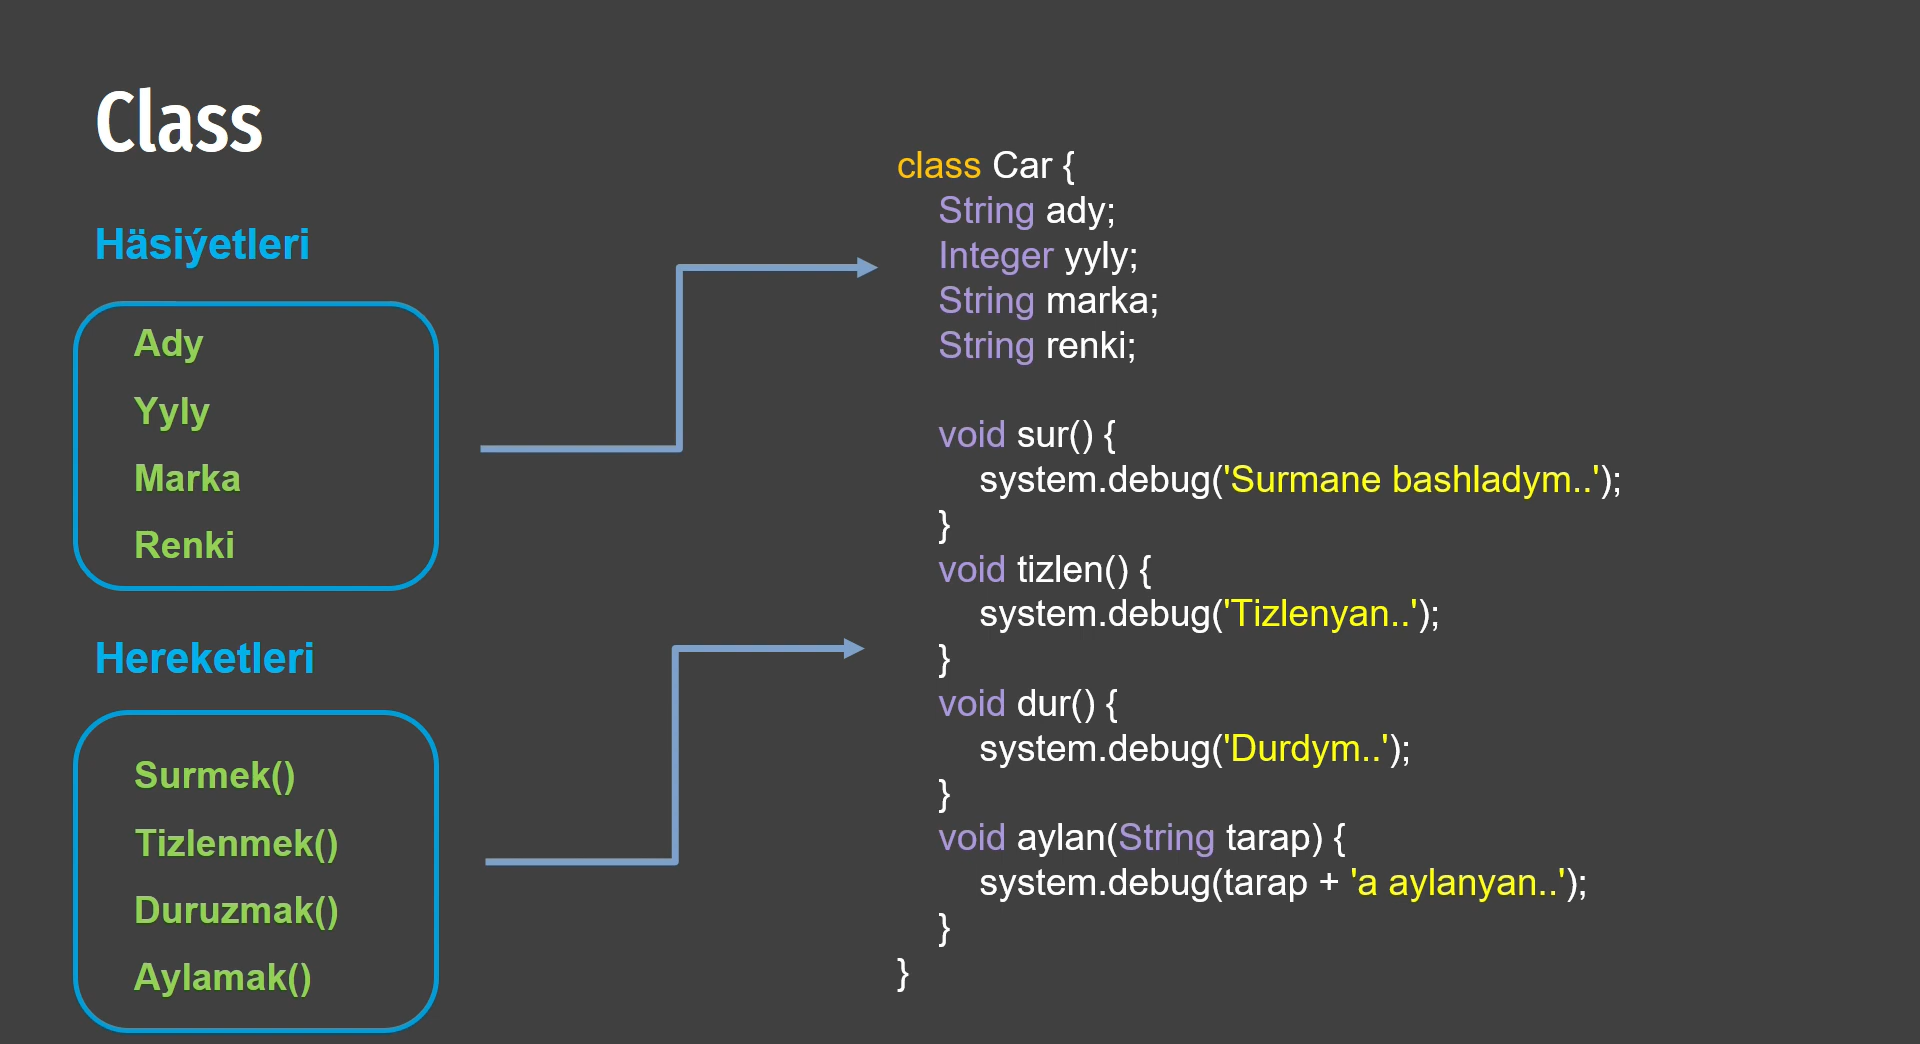 Class
Häsiýetleri
Ady
Yyly
Marka
Renki
Hereketleri
Surmek()
Tizlenmek()
Duruzmak()
Aylamak()
class Car {
String ady;
Integer yyly;
String marka;
String renki;
void sur() {
system.debug('Surmane bashladym..');
}
void tizlen() {
system.debug('Tizlenyan..');
}
void dur() {
system.debug('Durdym..');
}
void aylan(String tarap) {
system.debug(tarap + 'a aylanyan..');
}
}